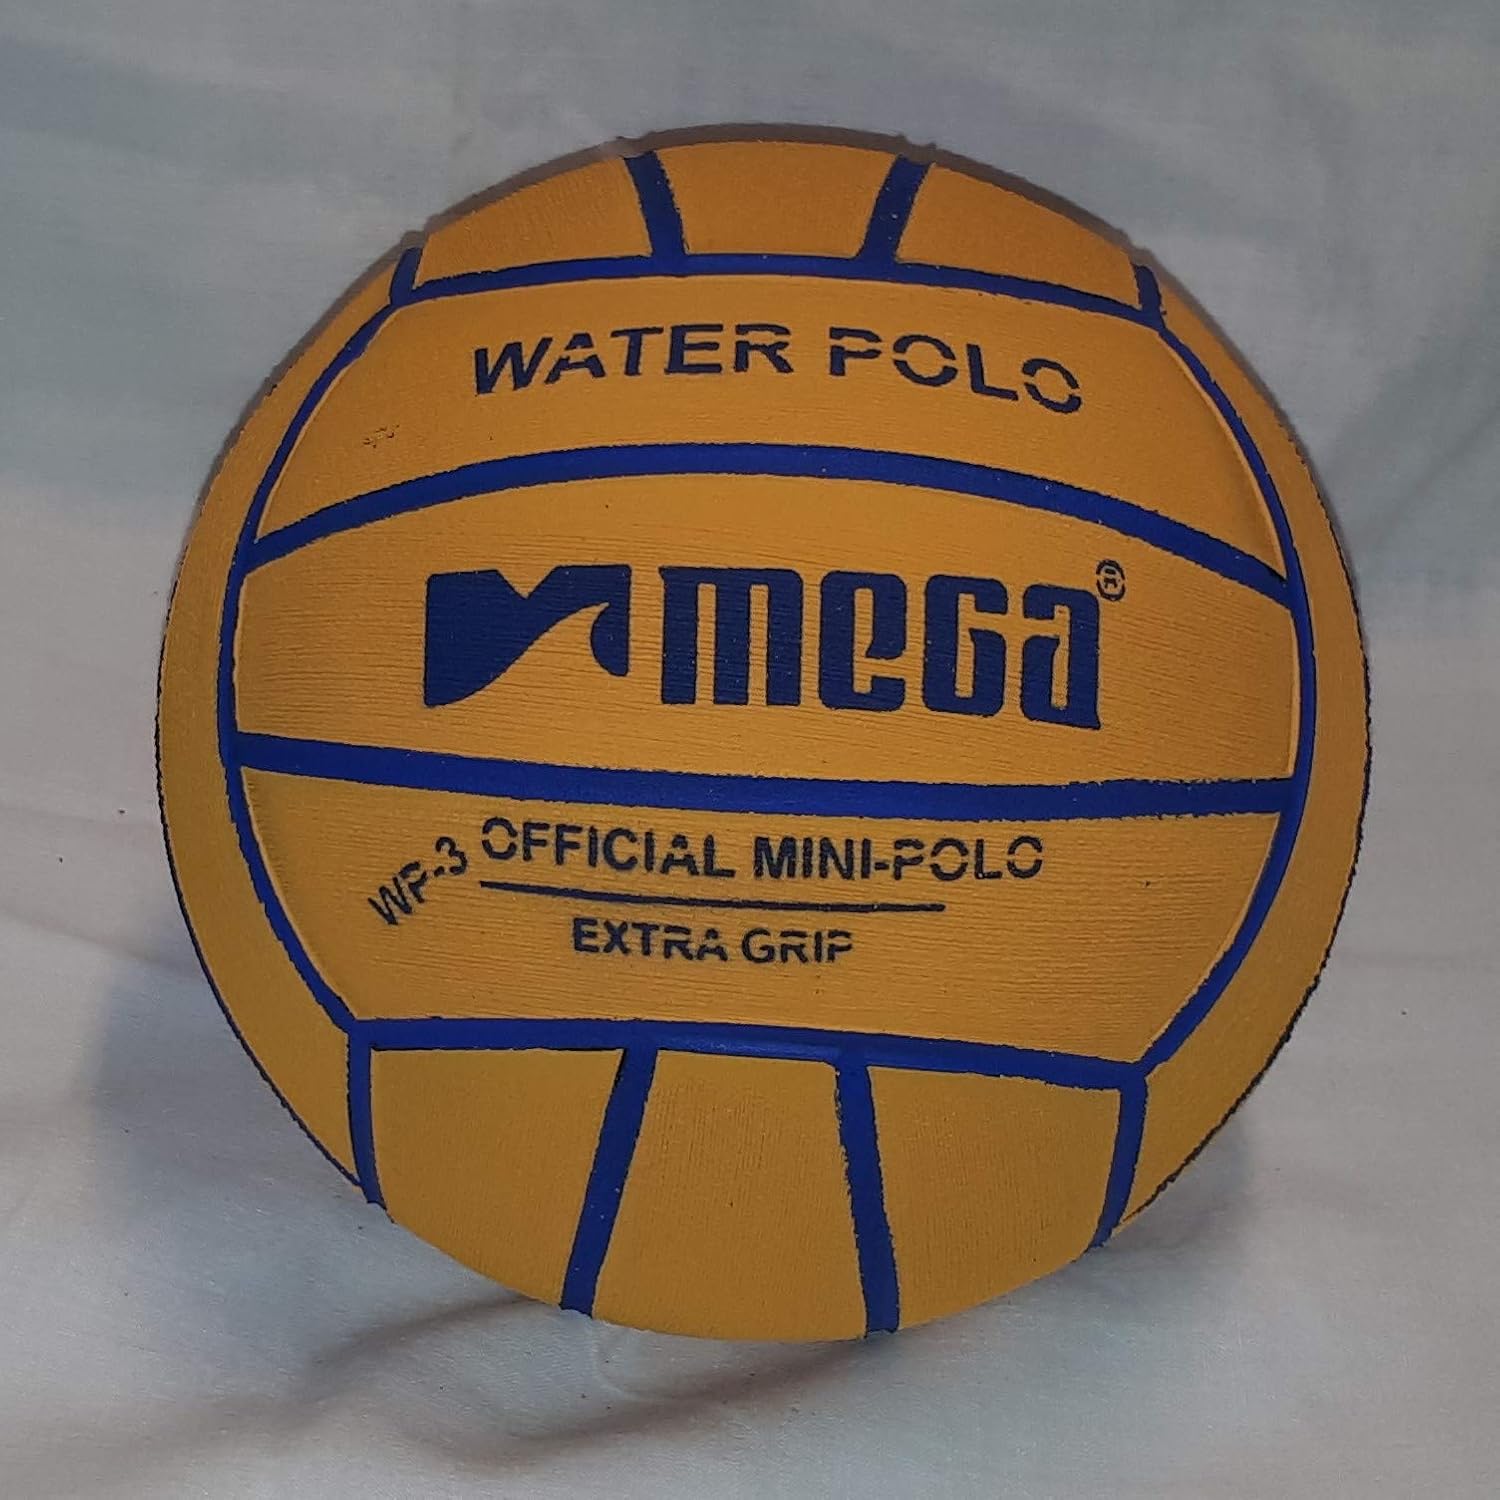 WATER POLO
mega®
WP-3 OFFICIAL MINI-POLO
EXTRA GRIP